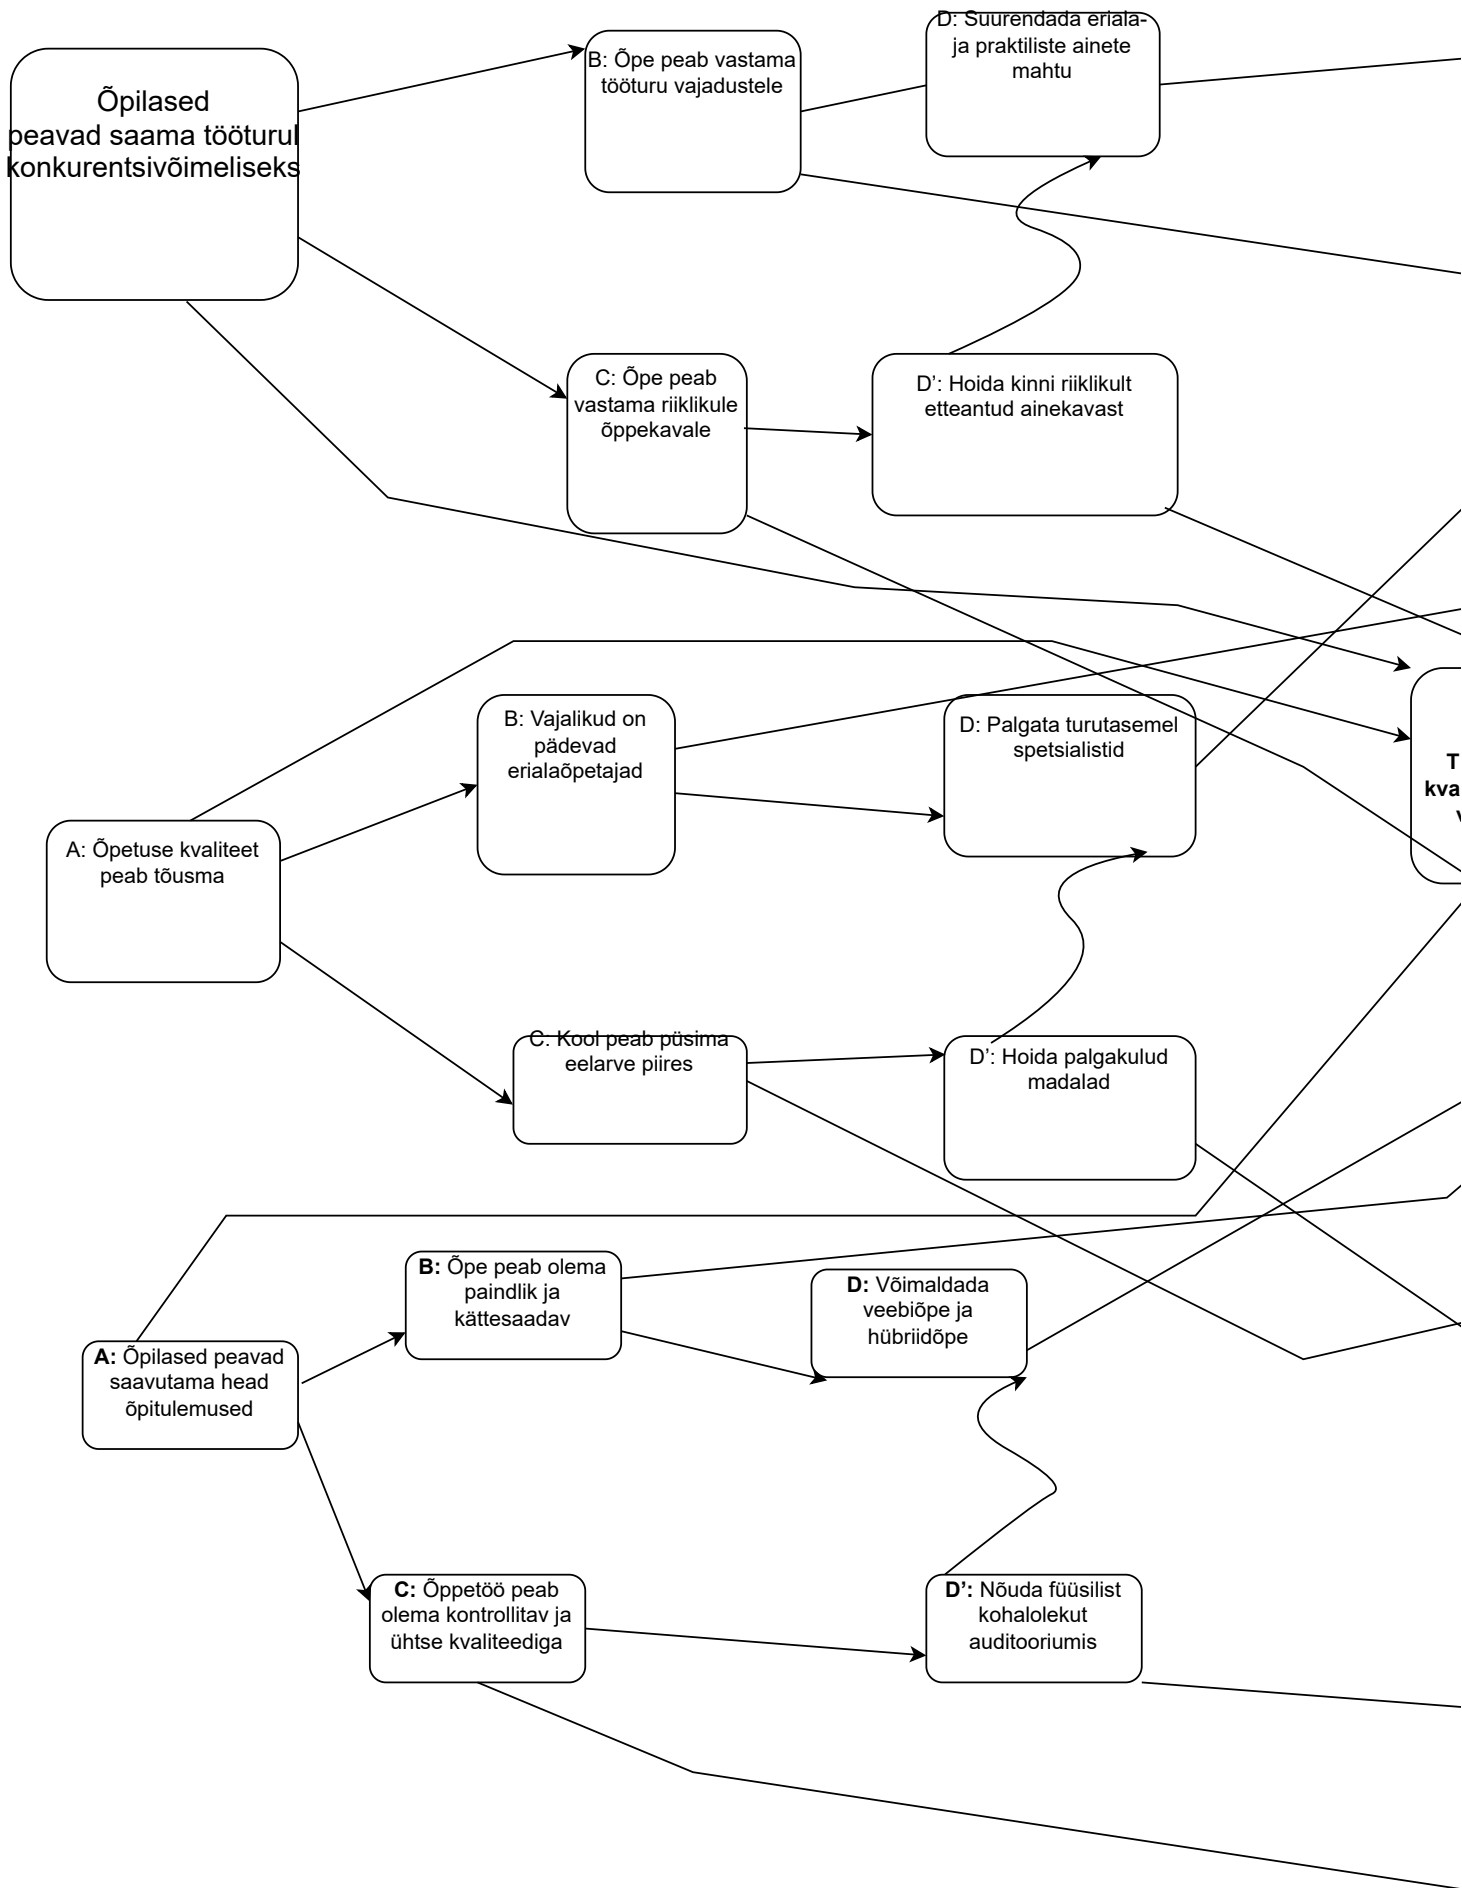 Õpilased
peavad saama tööturul
konkurentsivõimeliseks
B: Õpe peab vastama
tööturu vajadustele
D: Suurendada eriala-
ja praktiliste ainete
mahtu
C: Õpe peab
vastama riiklikule
õppekavale
D’: Hoida kinni riiklikult
etteantud ainekavast
A: Õpetuse kvaliteet
peab tõusma
B: Vajalikud on
pädevad
erialaõpetajad
D: Palgata turutasemel
spetsialistid
T
kva
C: Kool peab püsima
eelarve piires
D’: Hoida palgakulud
madalad
A: Õpilased peavad
saavutama head
õpitulemused
B: Õpe peab olema
paindlik ja
kättesaadav
D: Võimaldada
veebiõpe ja
hübriidõpe
C: Õppetöö peab
olema kontrollitav ja
ühtse kvaliteediga
D’: Nõuda füüsilist
kohalolekut
auditooriumis